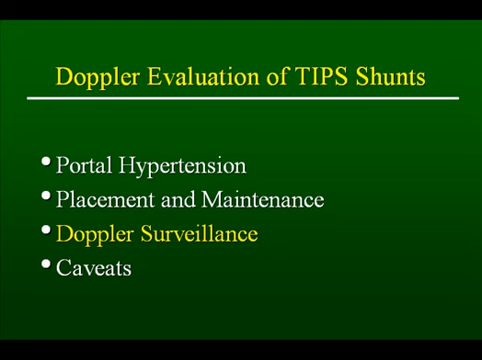 Doppler Evaluation of TIPS Shunts
• Portal Hypertension
• Placement and Maintenance
• Doppler Surveillance
• Caveats